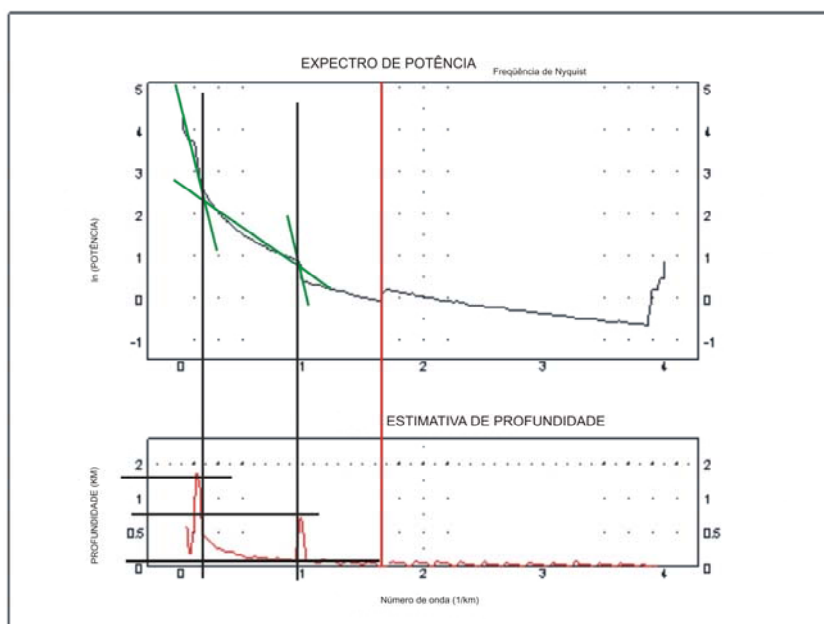 EXPECTRO DE POTÊNCIA
Freqüência de Nyquist
5 5
4 4
3 3
2 2
1 1
0 0
-1 -1
ln (POTÊNCIA)
0 1 2 3 4
ESTIMATIVA DE PROFUNDIDADE
2 2
1 1
0.5 0.5
0 0
PROFUNDIDADE (KM)
0 1 2 3 4
Número de onda (1/km)